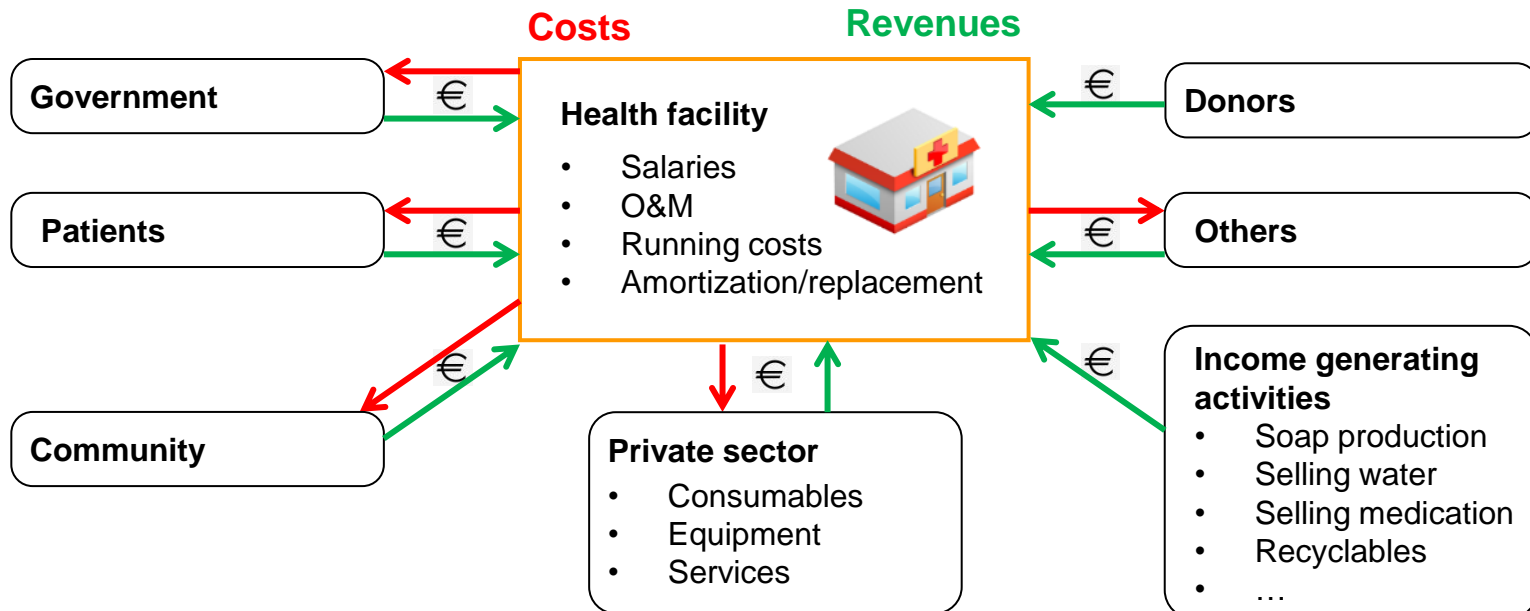 Costs
Revenues
Government
€
Health facility
• Salaries
• O&M
• Running costs
• Amortization/replacement
€
Donors
Patients
€
€
Others
Community
€
€
Private sector
• Consumables
• Equipment
• Services
€
Income generating
activities
• Soap production
• Selling water
• Selling medication
• Recyclables
• …